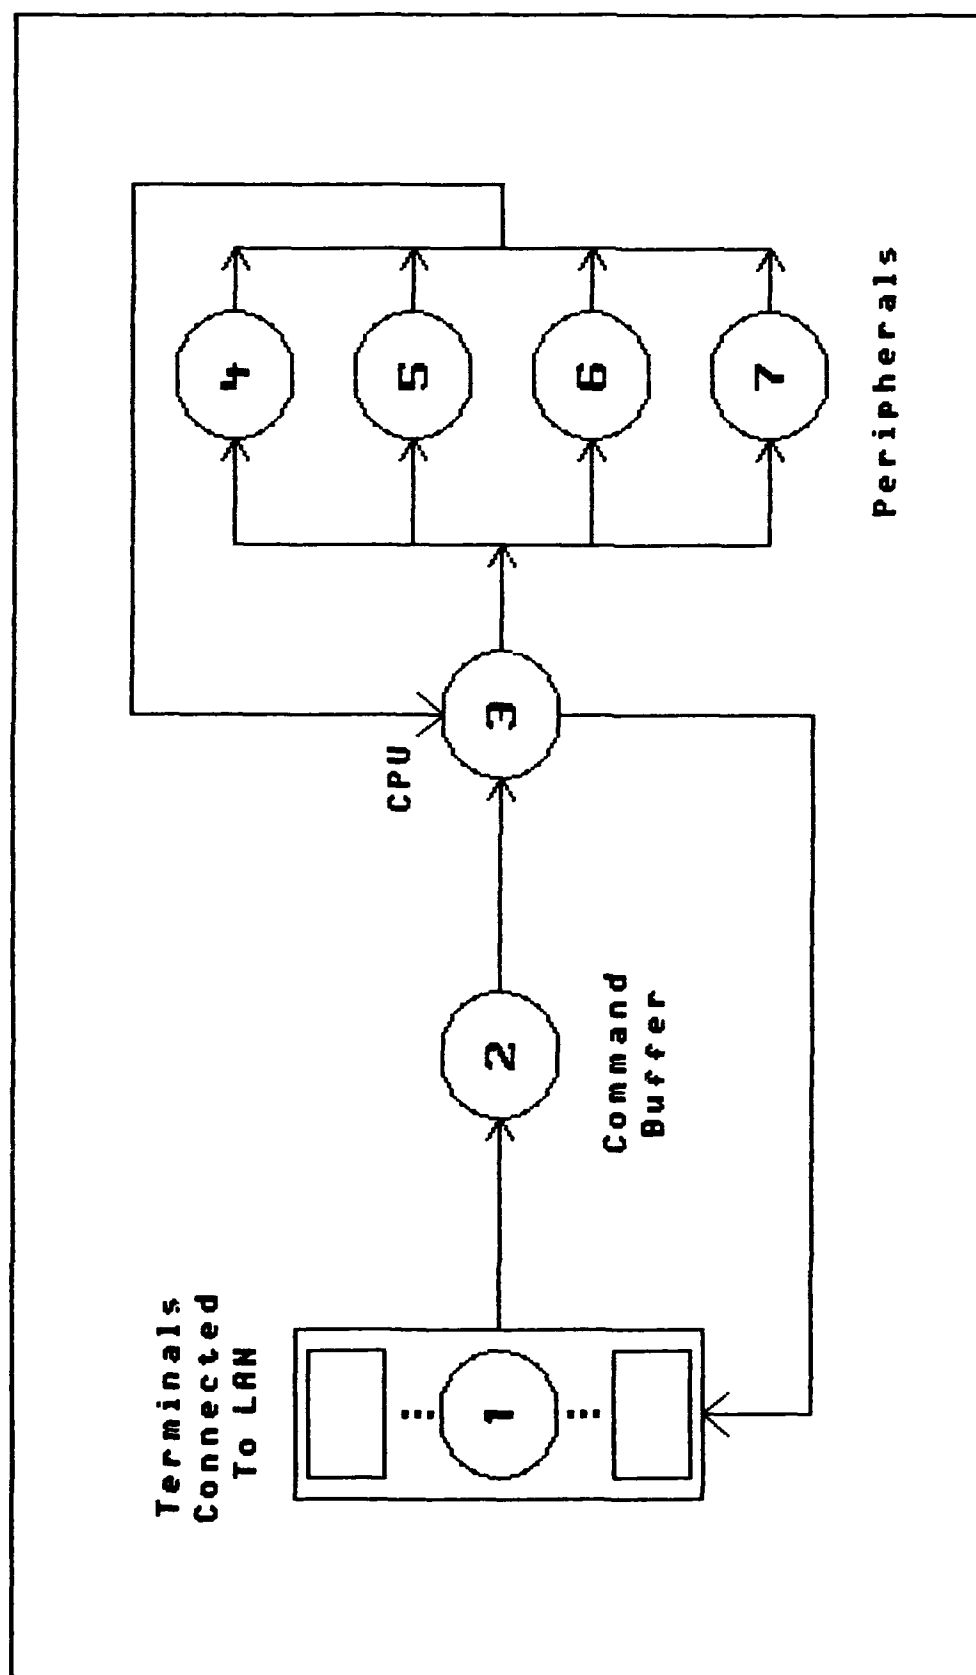 Terminals
Connected
To LAN
1
2
Command
Buffer
CPU
3
4
5
6
7
Peripherals